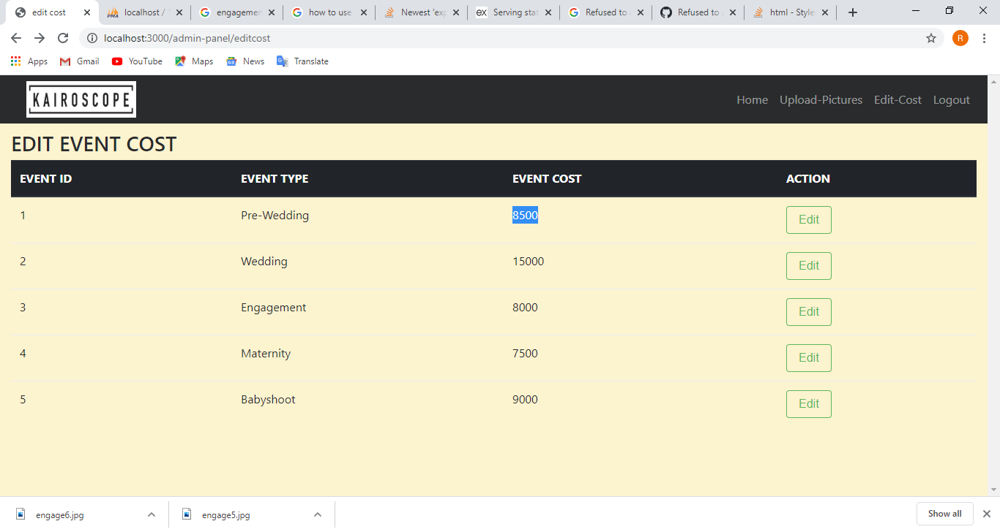 edit cost localhost / engagemen how to use Newest 'exp Serving stat Refused to Refused to html - Style
localhost:3000/admin-panel/editcost R
Apps Gmail YouTube Maps News Translate
KAIROSCOPE Home Upload-Pictures Edit-Cost Logout
EDIT EVENT COST
EVENT ID EVENT TYPE EVENT COST ACTION
1 Pre-Wedding 8500 Edit
2 Wedding 15000 Edit
3 Engagement 8000 Edit
4 Maternity 7500 Edit
5 Babyshoot 9000 Edit
engage6.jpg engage5.jpg Show all